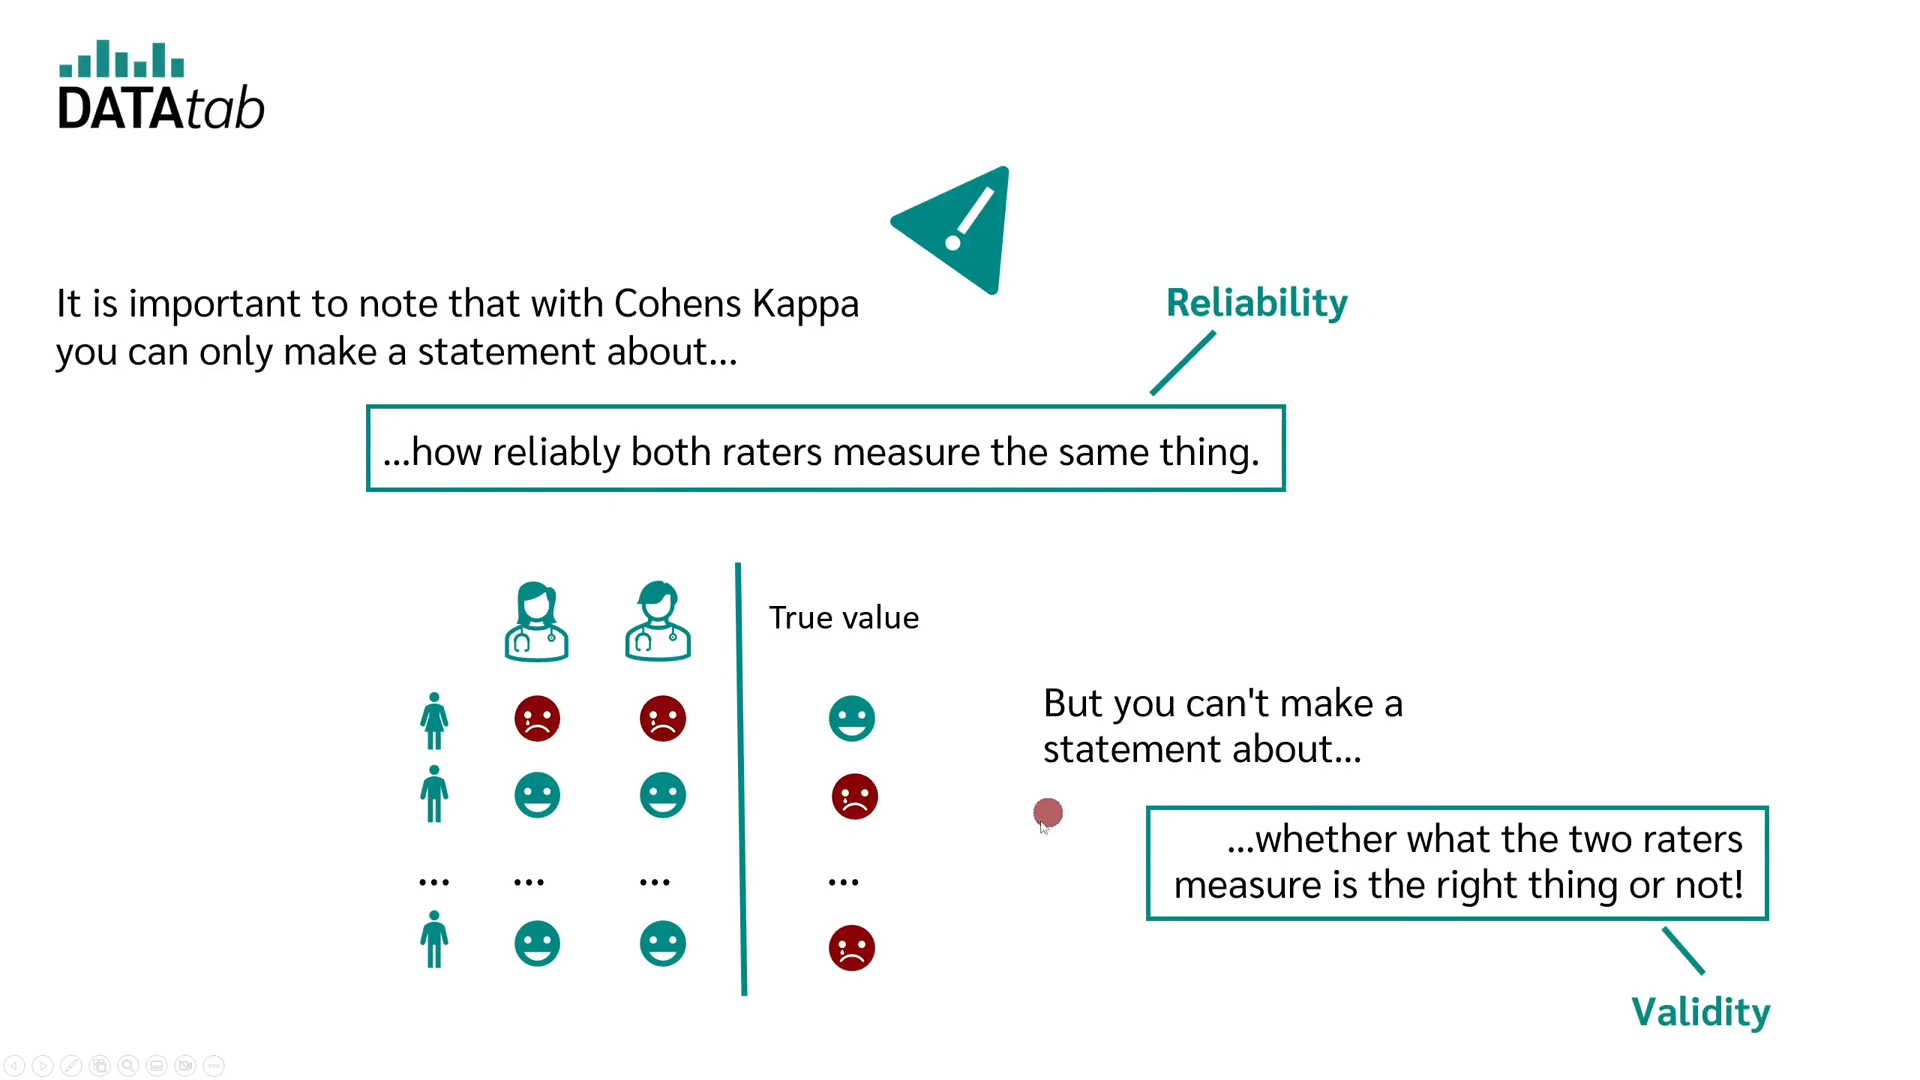 DATAtab
It is important to note that with Cohens Kappa
you can only make a statement about...
Reliability
...how reliably both raters measure the same thing.
True value
But you can't make a
statement about...
... ... ... ...
...whether what the two raters
measure is the right thing or not!
Validity